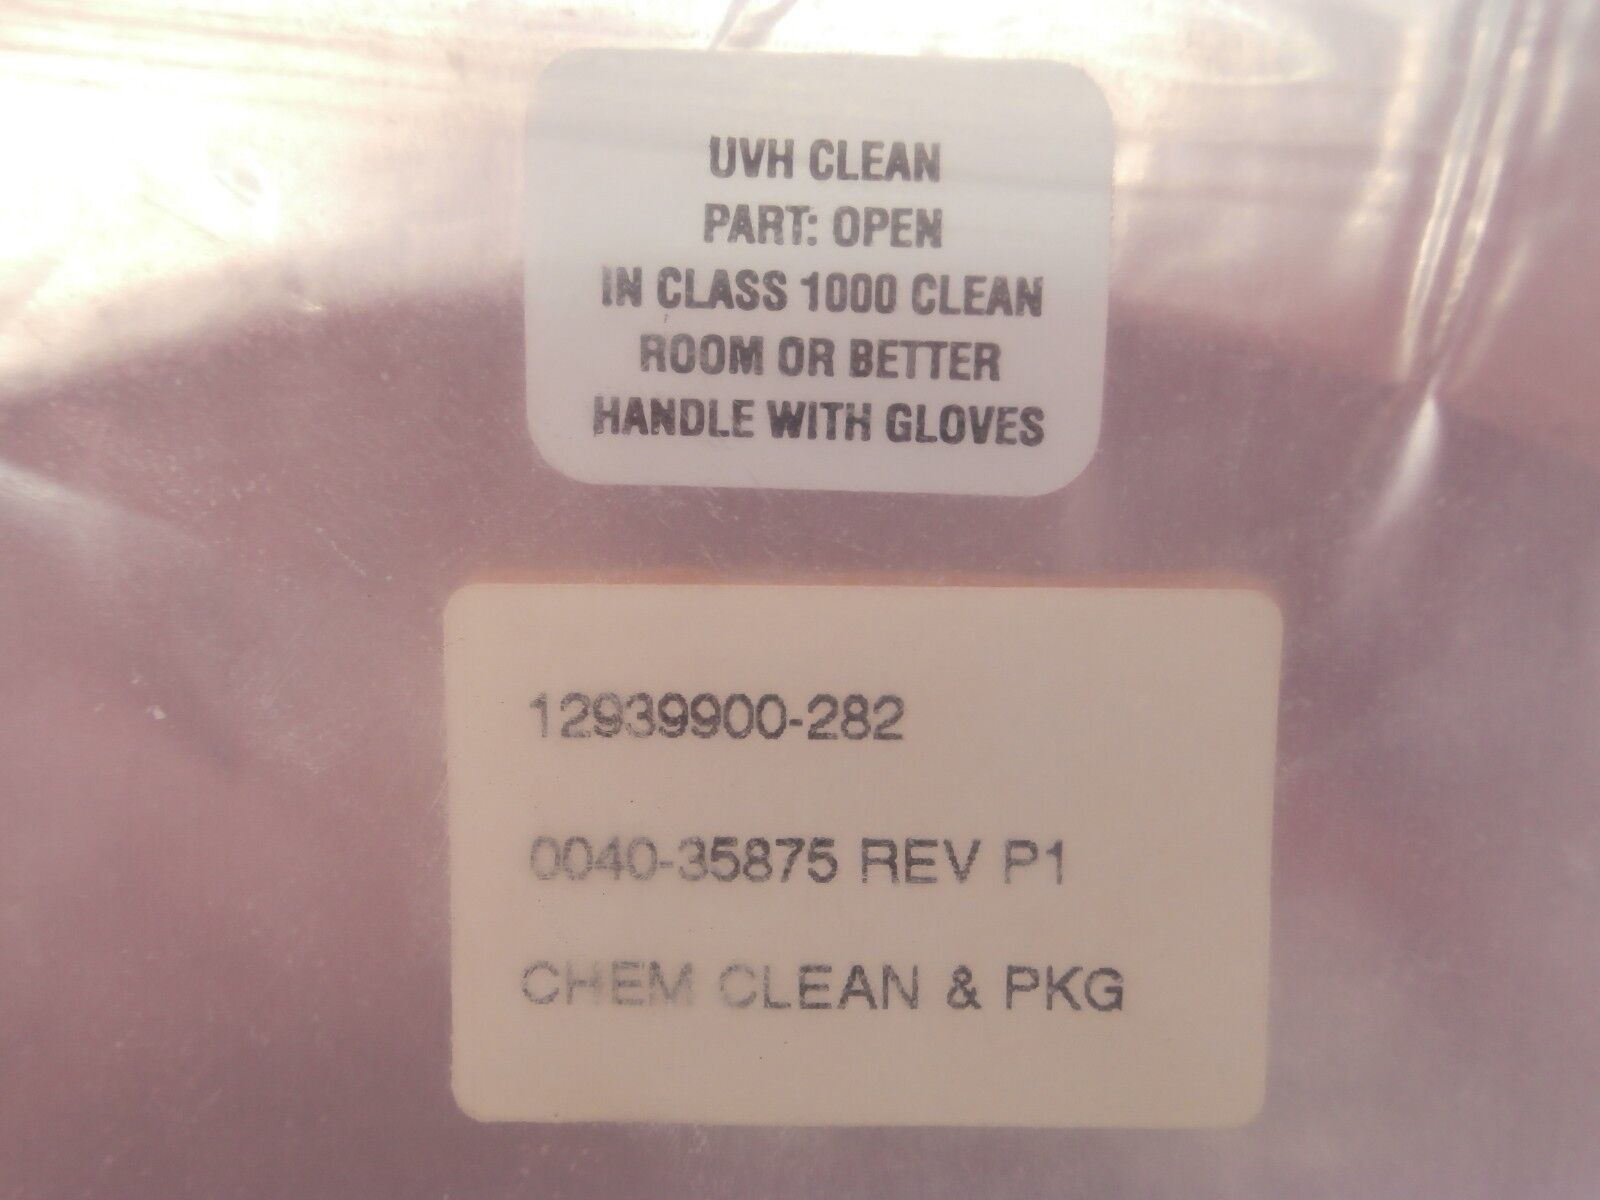 UVH CLEAN
PART: OPEN
IN CLASS 1000 CLEAN
ROOM OR BETTER
HANDLE WITH GLOVES
12939900-282
0040-35875 REV P1
CHEM CLEAN & PKG